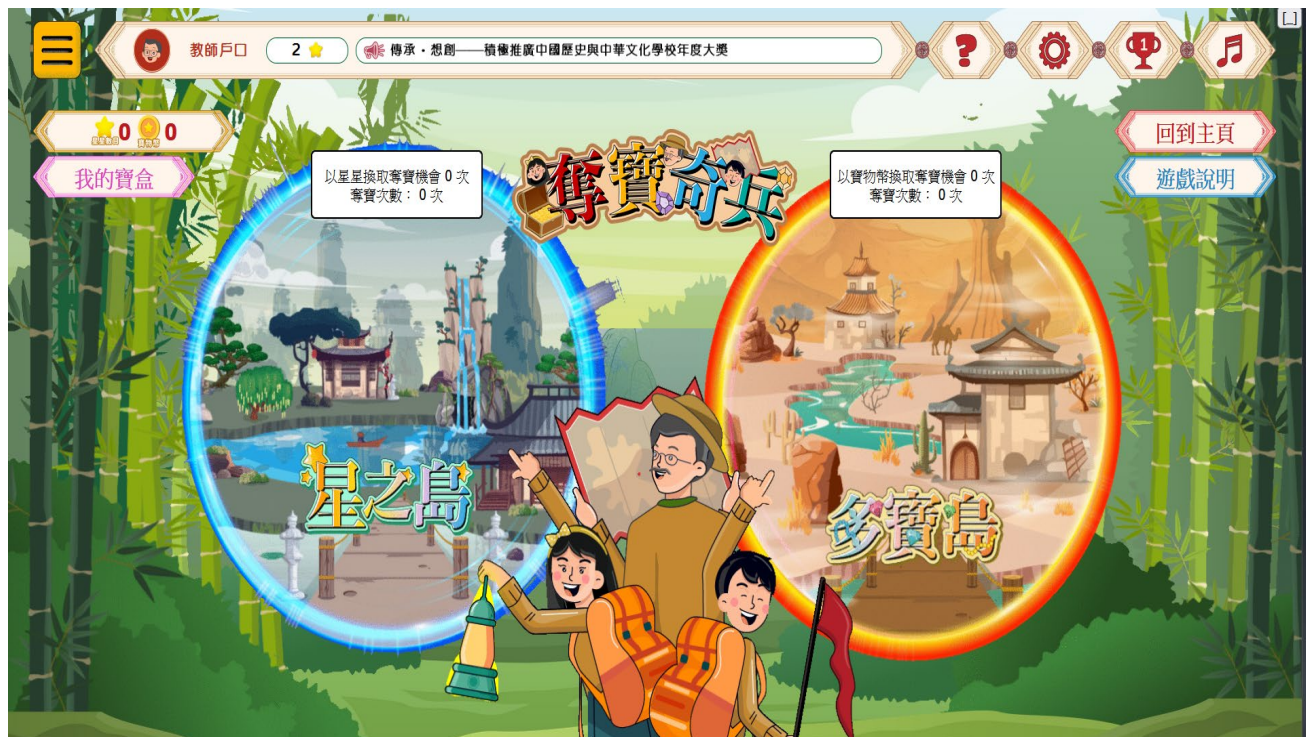 教師戶口
2
傳承・想創——積極推廣中國歷史與中華文化學校年度大獎
1
0
0
我的寶盒
回到主頁
遊戲說明
奪寶奇兵
以星星換取奪寶機會 0 次
奪寶次數： 0 次
以寶物幣換取奪寶機會 0 次
奪寶次數： 0 次
星之島
多寶島